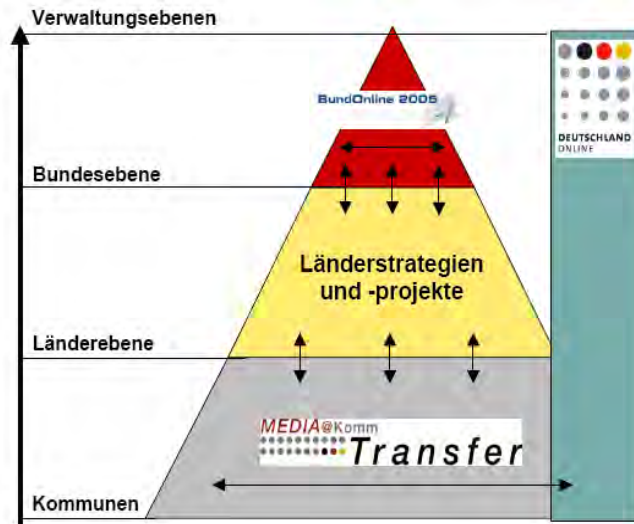 Verwaltungsebenen
BundOnline 2005
DEUTSCHLAND
ONLINE
Bundesebene
Länderstrategien
und -projekte
Länderebene
MEDIA@Komm
Transfer
Kommunen